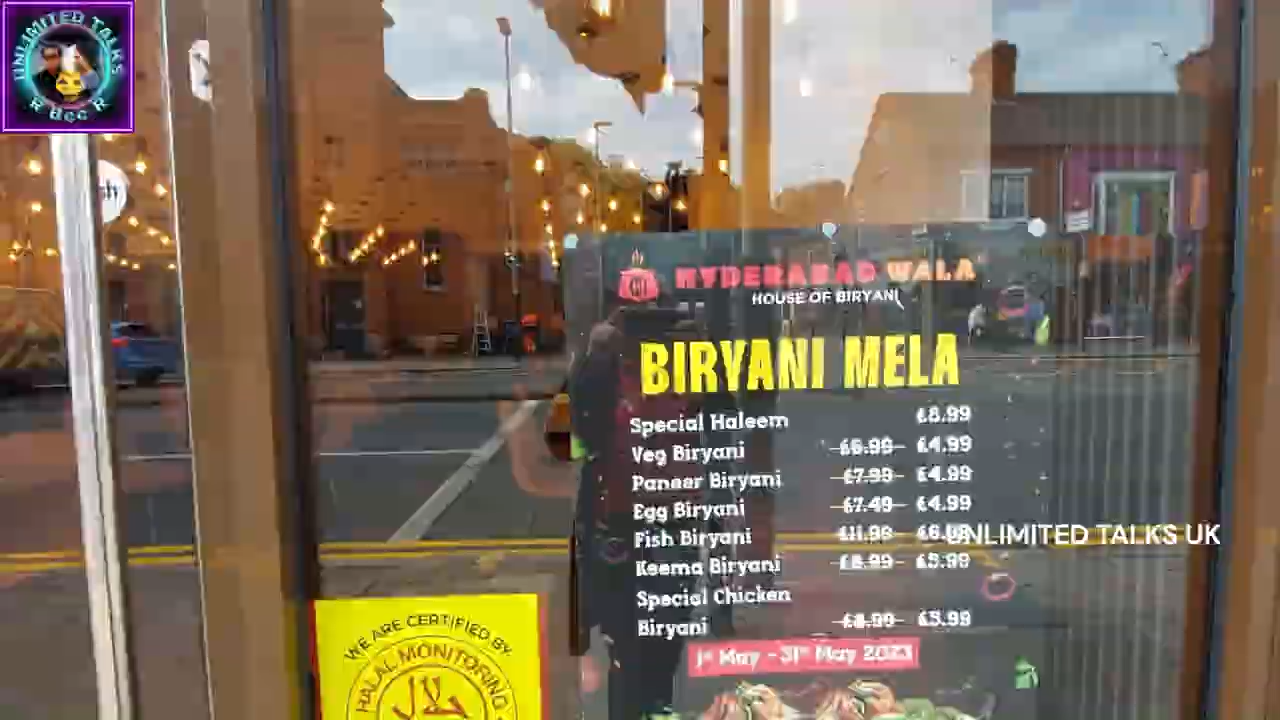 UNLIMITED TALKS
HYDERABAD WALA
HOUSE OF BIRYANI
BIRYANI MELA
Special Haleem £8.99
Veg Biryani £6.99 £4.99
Paneer Biryani £7.99 £4.99
Egg Biryani £7.49 £4.99
Fish Biryani £11.99
Keema Biryani £8.99 £5.99
Special Chicken
Biryani £8.99 £5.99
1st May - 31st May 2023
UNLIMITED TALKS UK
WE ARE CERTIFIED BY
HALAL MONITORING
حلال